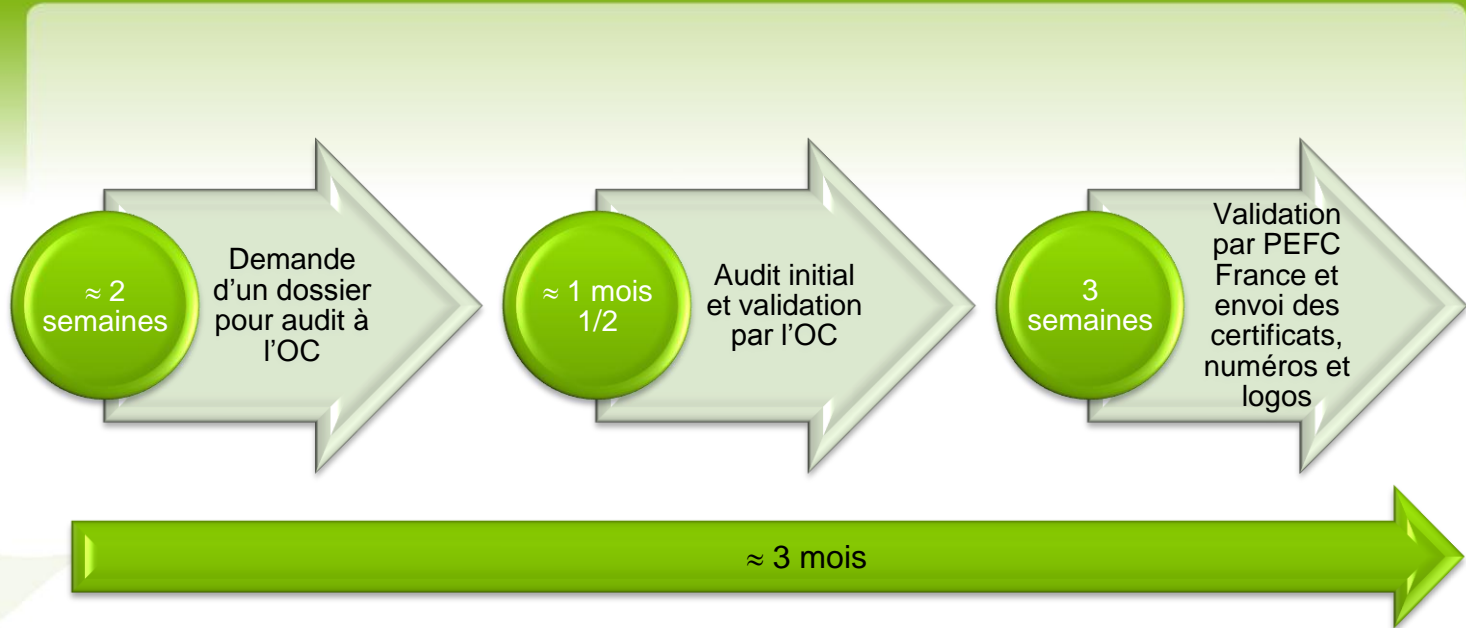 ≈ 2
semaines
Demande
d’un dossier
pour audit à
l’OC
≈ 1 mois
1/2
Audit initial
et validation
par l’OC
3
semaines
Validation
par PEFC
France et
envoi des
certificats,
numéros et
logos
≈ 3 mois